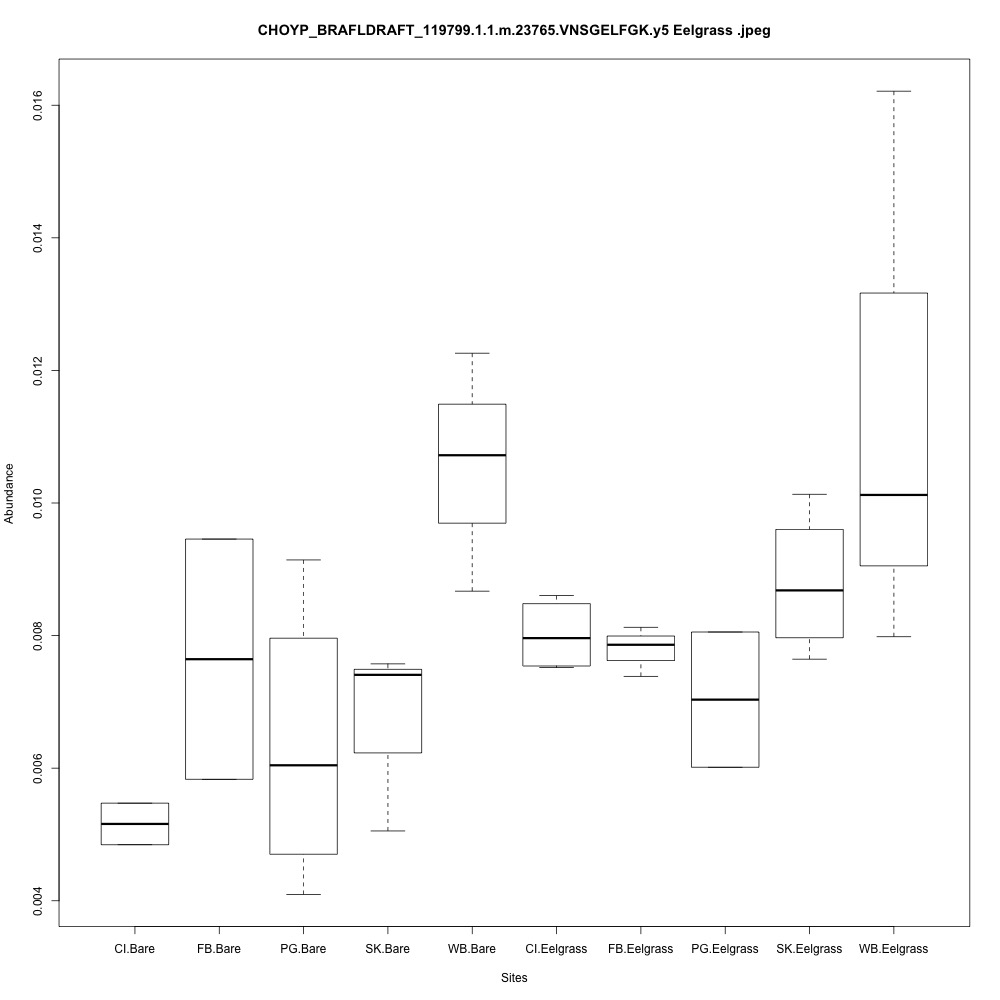 CHOYP_BRAFLDRAFT_119799.1.1.m.23765.VNSGELFGK.y5 Eelgrass .jpeg
Abundance
0.016
0.014
0.012
0.010
0.008
0.006
0.004
CI.Bare FB.Bare PG.Bare SK.Bare WB.Bare CI.Eelgrass FB.Eelgrass PG.Eelgrass SK.Eelgrass WB.Eelgrass
Sites